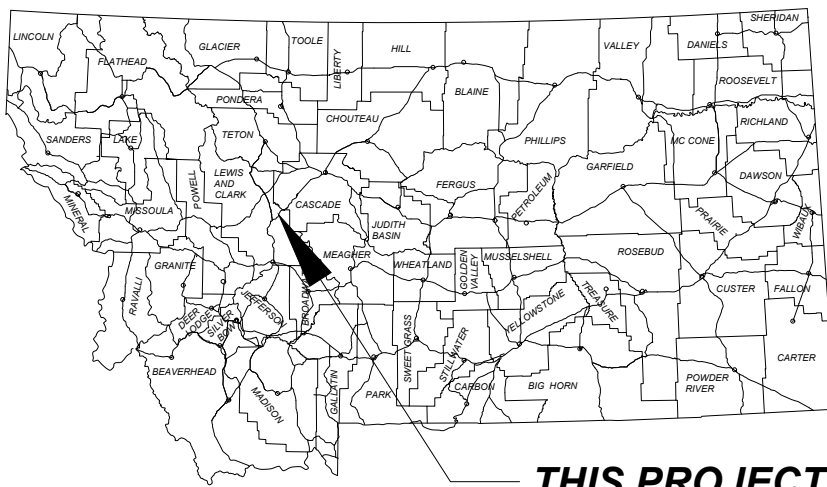 SHERIDAN
LINCOLN
GLACIER
TOOLE
LIBERTY
HILL
VALLEY
DANIELS
FLATHEAD
ROOSEVELT
BLAINE
PONDERA
CHOUTEAU
RICHLAND
TETON
PHILLIPS
MC CONE
SANDERS
LAKE
GARFIELD
LEWIS
AND
CLARK
DAWSON
FERGUS
PETROLEUM
CASCADE
POWELL
MINERAL
MISSOULA
JUDITH
BASIN
PRAIRIE
WIBAUX
MEAGHER
WHEATLAND
GOLDEN
VALLEY
MUSSELSHELL
ROSEBUD
GRANITE
RAVALLI
BROADWATER
TREASURE
CUSTER
FALLON
JEFFERSON
DEER
LODGE
SILVER
BOW
YELLOWSTONE
SWEET GRASS
STILLWATER
BEAVERHEAD
CARTER
GALLATIN
PARK
CARBON
BIG HORN
POWDER
RIVER
MADISON
THIS PROJECT